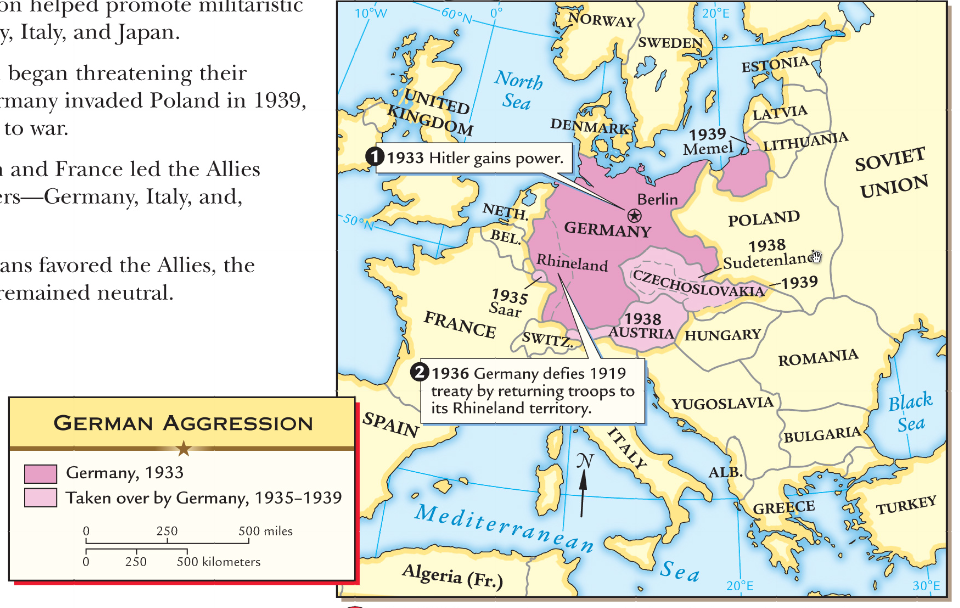 on helped promote militaristic
y, Italy, and Japan.
began threatening their
rmany invaded Poland in 1939,
to war.
n and France led the Allies
ers—Germany, Italy, and,
ans favored the Allies, the
remained neutral.
GERMAN AGGRESSION
Germany, 1933
Taken over by Germany, 1935–1939
0 250 500 miles
0 250 500 kilometers
10°W
60°N
0°
20°E
NORWAY
SWEDEN
North
Sea
ESTONIA
UNITED
KINGDOM
LATVIA
DENMARK
1939
Memel
LITHUANIA
1 1933 Hitler gains power.
SOVIET
UNION
Berlin
NETH.
50°N
GERMANY
POLAND
BEL.
1938
Sudetenland
Rhineland
CZECHOSLOVAKIA
1939
1935
Saar
FRANCE
1938
AUSTRIA
HUNGARY
SWITZ.
ROMANIA
2 1936 Germany defies 1919
treaty by returning troops to
its Rhineland territory.
YUGOSLAVIA
Black
Sea
SPAIN
ITALY
BULGARIA
N
ALB.
GREECE
TURKEY
Mediterranean
Sea
Algeria (Fr.)
20°E
30°E